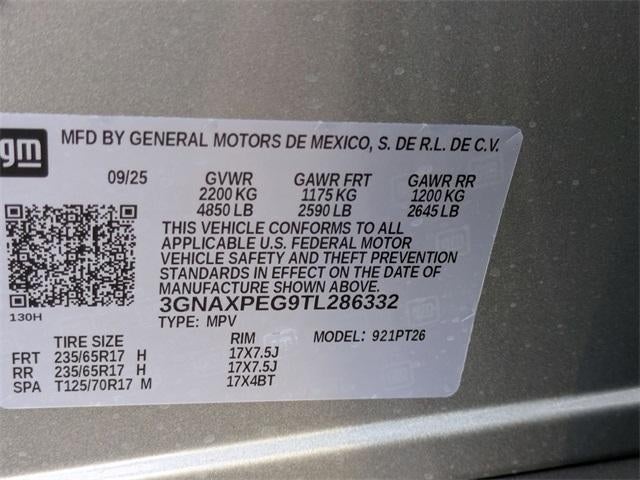 gm
MFD BY GENERAL MOTORS DE MEXICO, S. DE R.L. DE C.V.
09/25 GVWR GAWR FRT GAWR RR
2200 KG 1175 KG 1200 KG
4850 LB 2590 LB 2645 LB
THIS VEHICLE CONFORMS TO ALL
APPLICABLE U.S. FEDERAL MOTOR
VEHICLE SAFETY AND THEFT PREVENTION
STANDARDS IN EFFECT ON THE DATE OF
MANUFACTURE SHOWN ABOVE.
3GNAXPEG9TL286332
130H
TYPE: MPV
TIRE SIZE RIM MODEL: 921PT26
FRT 235/65R17 H 17X7.5J
RR 235/65R17 H 17X7.5J
SPA T125/70R17 M 17X4BT